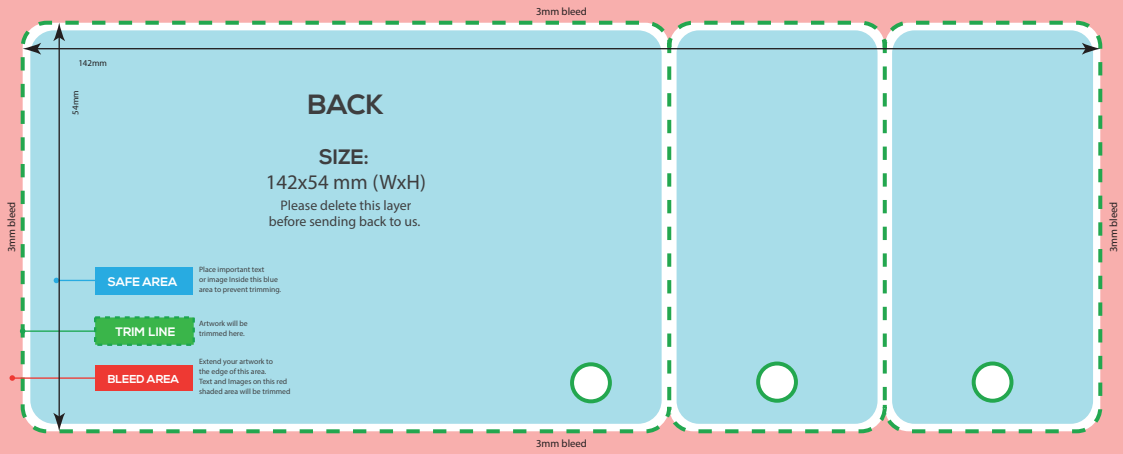 3mm bleed
142mm
54mm
BACK
SIZE:
142x54 mm (WxH)
Please delete this layer
before sending back to us.
3mm bleed
3mm bleed
SAFE AREA
Place important text
or image Inside this blue
area to prevent trimming.
TRIM LINE
Artwork will be
trimmed here.
BLEED AREA
Extend your artwork to
the edge of this area.
Text and Images on this red
shaded area will be trimmed
3mm bleed